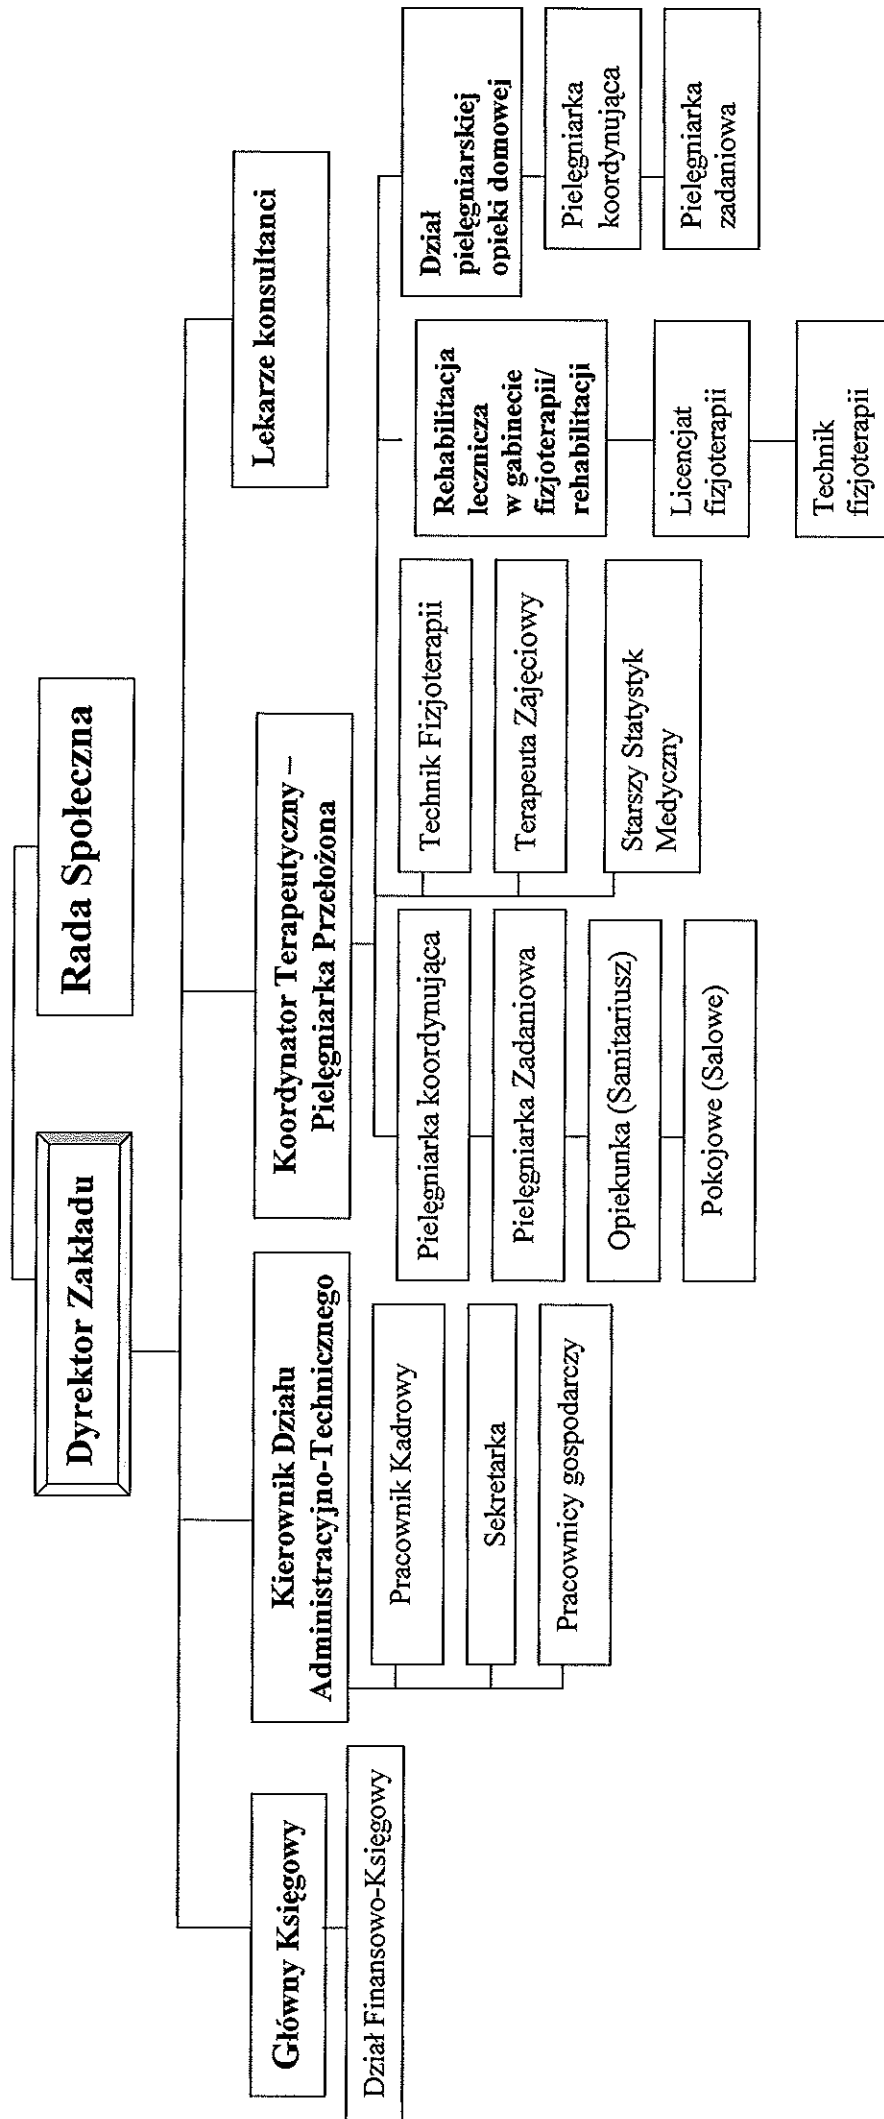 Dyrektor Zakładu
Rada Społeczna
Główny Księgowy
Dział Finansowo-Księgowy
Kierownik Działu
Administracyjno-Technicznego
Pracownik Kadrowy
Sekretarka
Pracownicy gospodarczy
Koordynator Terapeutyczny –
Pielęgniarka Przełożona
Pielęgniarka koordynująca
Pielęgniarka Zadaniowa
Opiekunka (Sanitariusz)
Pokojowe (Salowe)
Technik Fizjoterapii
Terapeuta Zajęciowy
Starszy Statystyk
Medyczny
Lekarze konsultanci
Rehabilitacja
lecznicza
w gabinecie
fizjoterapii/
rehabilitacji
Licencjat
fizjoterapii
Technik
fizjoterapii
Dział
pielęgniarskiej
opieki domowej
Pielęgniarka
koordynująca
Pielęgniarka
zadaniowa